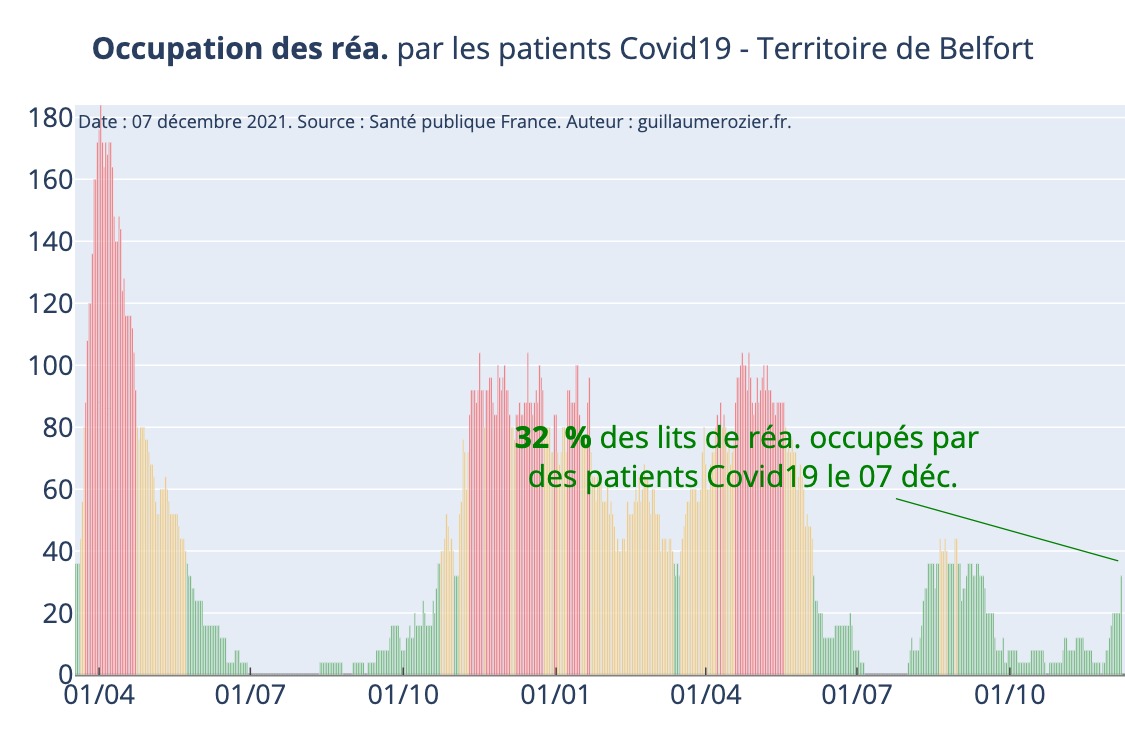 Occupation des réa. par les patients Covid19 - Territoire de Belfort
180
Date : 07 décembre 2021. Source : Santé publique France. Auteur : guillaumerozier.fr.
160
140
120
100
80
32 % des lits de réa. occupés par
des patients Covid19 le 07 déc.
60
40
20
0
01/04 01/07 01/10 01/01 01/04 01/07 01/10